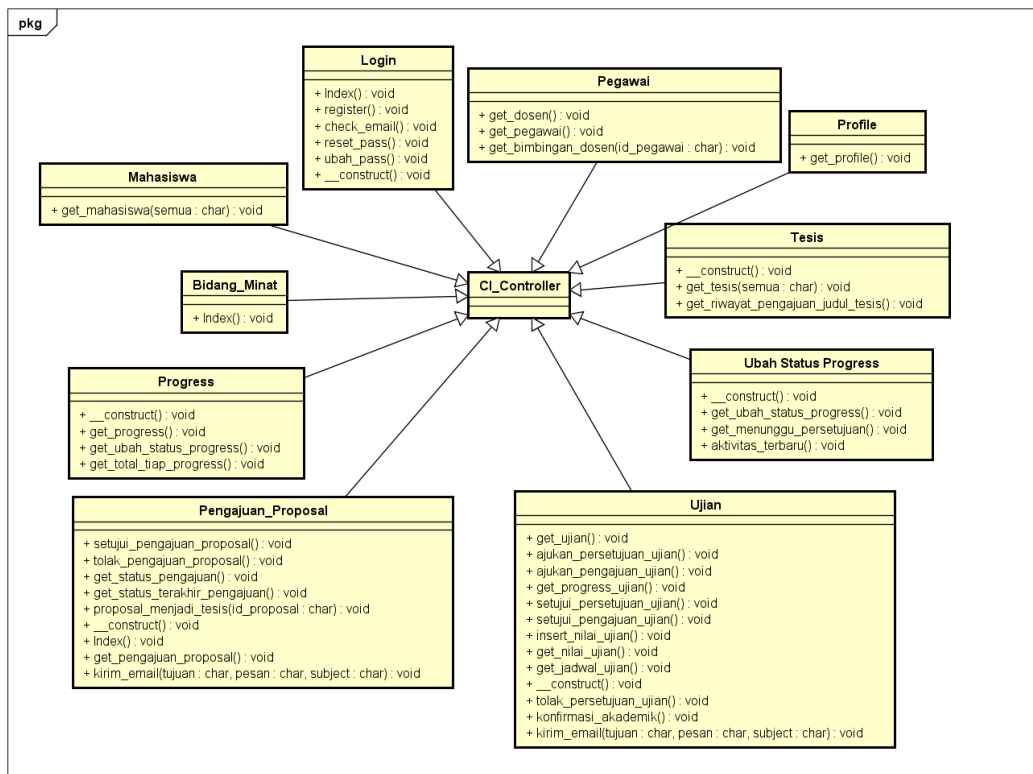 pkg
Login
+ Index() : void
+ register() : void
+ check_email() : void
+ reset_pass() : void
+ ubah_pass() : void
+ __construct() : void
Pegawai
+ get_dosen() : void
+ get_pegawai() : void
+ get_bimbingan_dosen(id_pegawai : char) : void
Profile
+ get_profile() : void
Mahasiswa
+ get_mahasiswa(semua : char) : void
Tesis
+ __construct() : void
+ get_tesis(semua : char) : void
+ get_riwayat_pengajuan_judul_tesis() : void
Bidang_Minat
+ Index() : void
CI_Controller
Progress
+ __construct() : void
+ get_progress() : void
+ get_ubah_status_progress() : void
+ get_total_tiap_progress() : void
Ubah Status Progress
+ __construct() : void
+ get_ubah_status_progress() : void
+ get_menunggu_persetujuan() : void
+ aktivitas_terbaru() : void
Pengajuan_Proposal
+ setujui_pengajuan_proposal() : void
+ tolak_pengajuan_proposal() : void
+ get_status_pengajuan() : void
+ get_status_terakhir_pengajuan() : void
+ proposal_menjadi_tesis(id_proposal : char) : void
+ __construct() : void
+ Index() : void
+ get_pengajuan_proposal() : void
+ kirim_email(tujuan : char, pesan : char, subject : char) : void
Ujian
+ get_ujian() : void
+ ajukan_persetujuan_ujian() : void
+ ajukan_pengajuan_ujian() : void
+ get_progress_ujian() : void
+ setujui_persetujuan_ujian() : void
+ setujui_pengajuan_ujian() : void
+ insert_nilai_ujian() : void
+ get_nilai_ujian() : void
+ get_jadwal_ujian() : void
+ __construct() : void
+ tolak_persetujuan_ujian() : void
+ konfirmasi_akademik() : void
+ kirim_email(tujuan : char, pesan : char, subject : char) : void